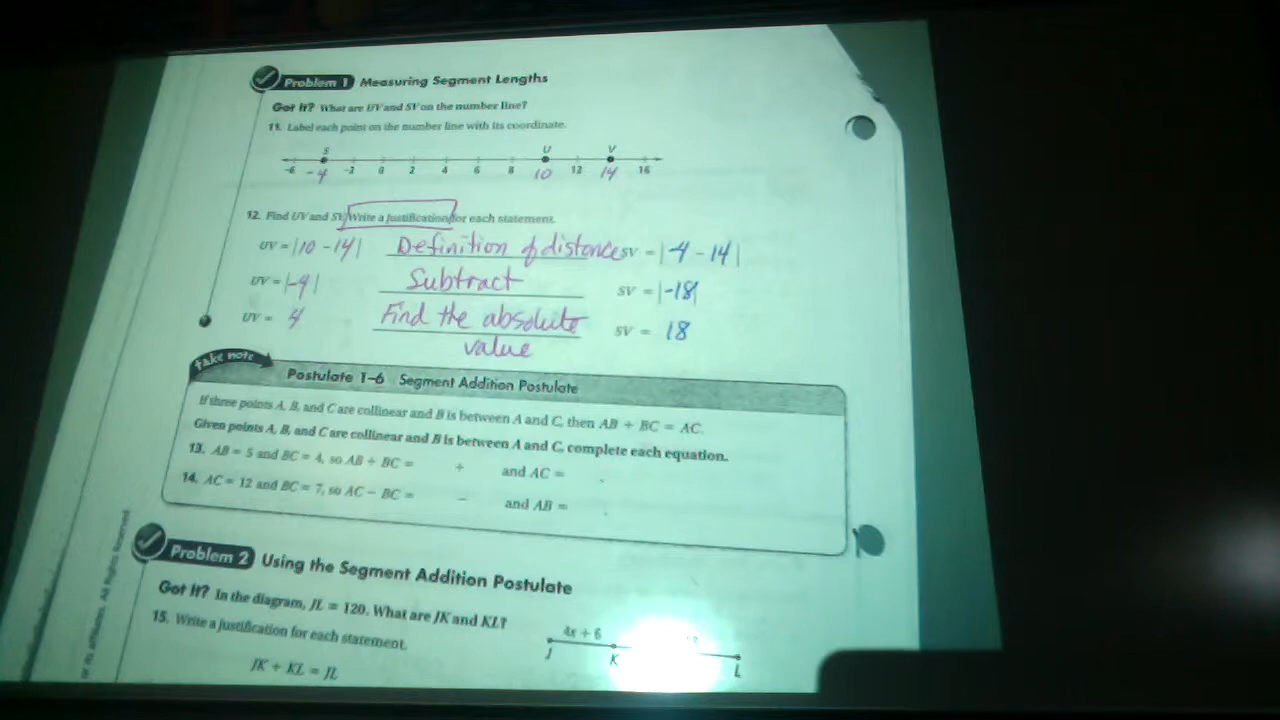 Problem 1 Measuring Segment Lengths
Got It? What are UV and SV on the number line?
11. Label each point on the number line with its coordinate.
S U V
-6 -4 -2 0 2 4 6 8 10 12 14 16
12. Find UV and SV. Write a justification for each statement.
UV = |10 - 14| Definition of distance SV = |-4 - 14|
UV = |-4| Subtract SV = |-18|
UV = 4 Find the absolute value SV = 18
take note
Postulate 1-6 Segment Addition Postulate
If three points A, B, and C are collinear and B is between A and C, then AB + BC = AC.
Given points A, B, and C are collinear and B is between A and C, complete each equation.
13. AB = 5 and BC = 4, so AB + BC = + and AC = .
14. AC = 12 and BC = 7, so AC - BC = - and AB = .
Problem 2 Using the Segment Addition Postulate
Got It? In the diagram, JL = 120. What are JK and KL?
15. Write a justification for each statement.
4x + 6
J K L
JK + KL = JL
or its affiliates. All Rights Reserved.